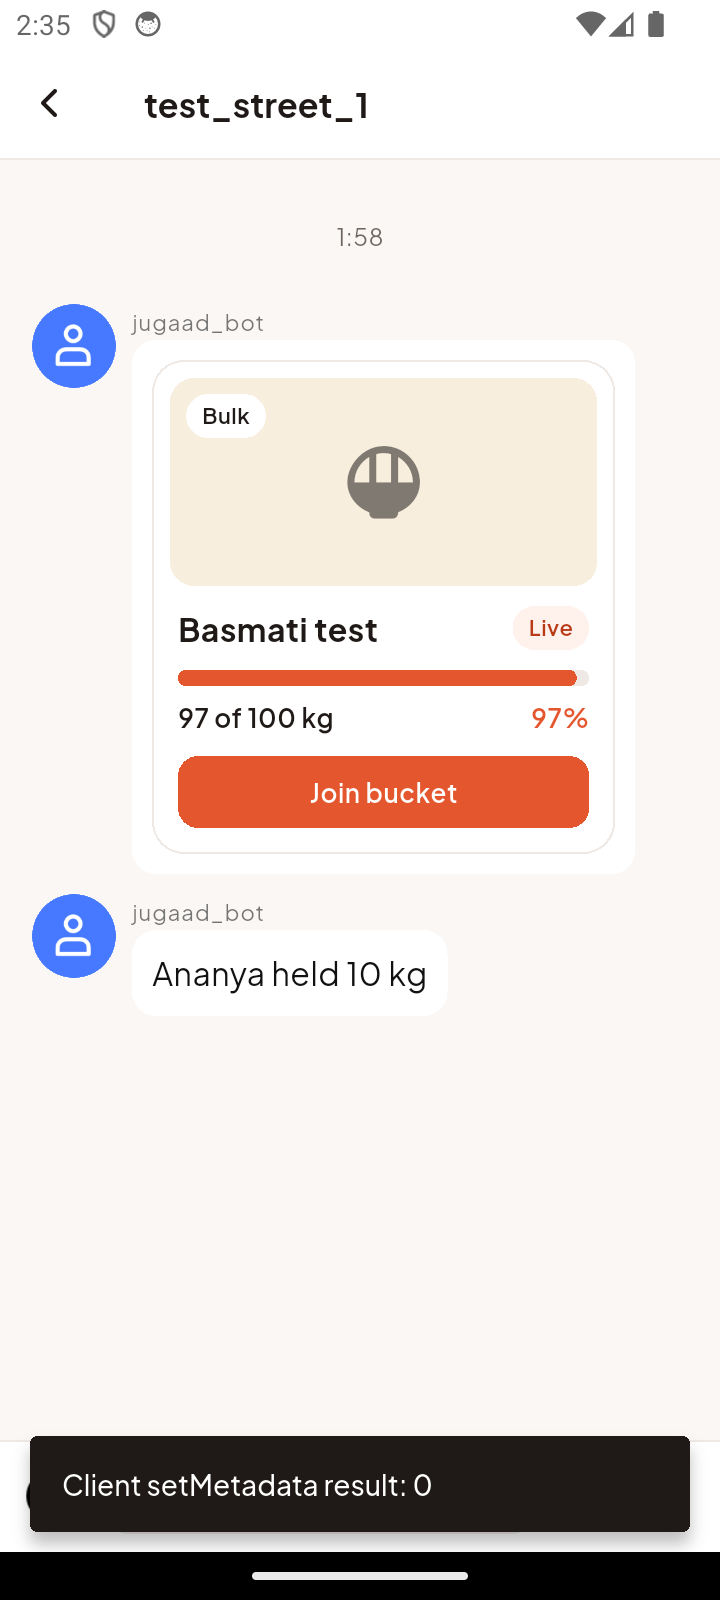 2:35
test_street_1
1:58
jugaad_bot
Bulk
Basmati test
Live
97 of 100 kg
97%
Join bucket
jugaad_bot
Ananya held 10 kg
Client setMetadata result: 0